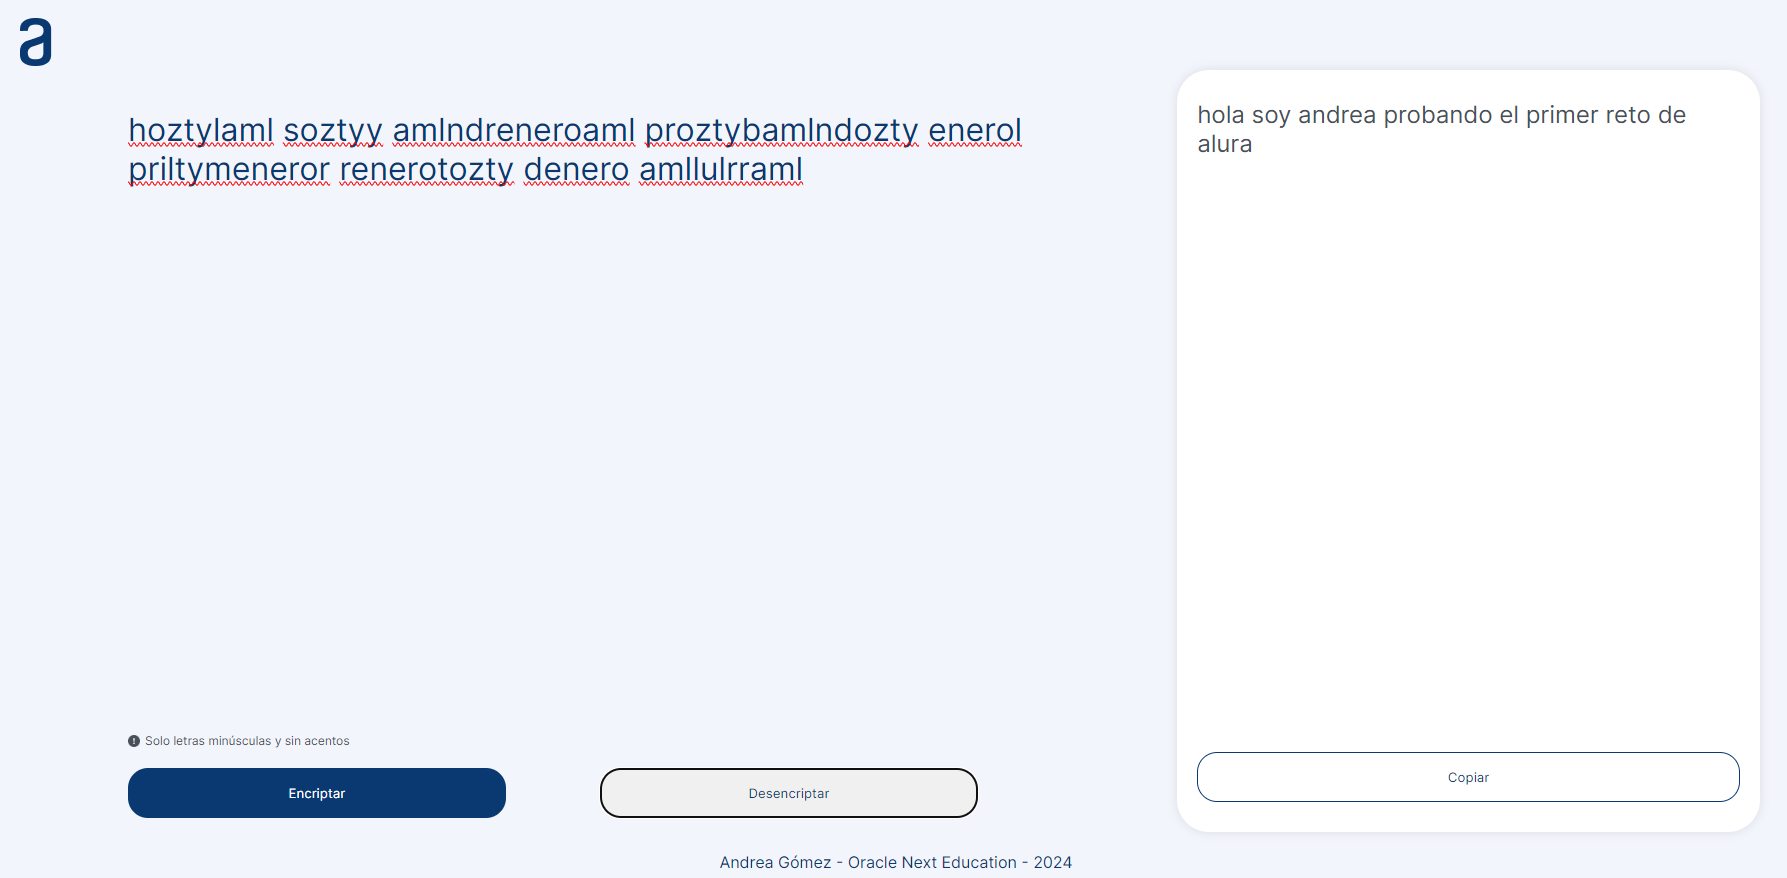 a
hoztylaml soztyy amlndreneroaml proztybamlndozty enerol
priltymeneror renerotozty denero amllulrraml
Solo letras minúsculas y sin acentos
Encriptar
Desencriptar
hola soy andrea probando el primer reto de
alura
Copiar
Andrea Gómez - Oracle Next Education - 2024